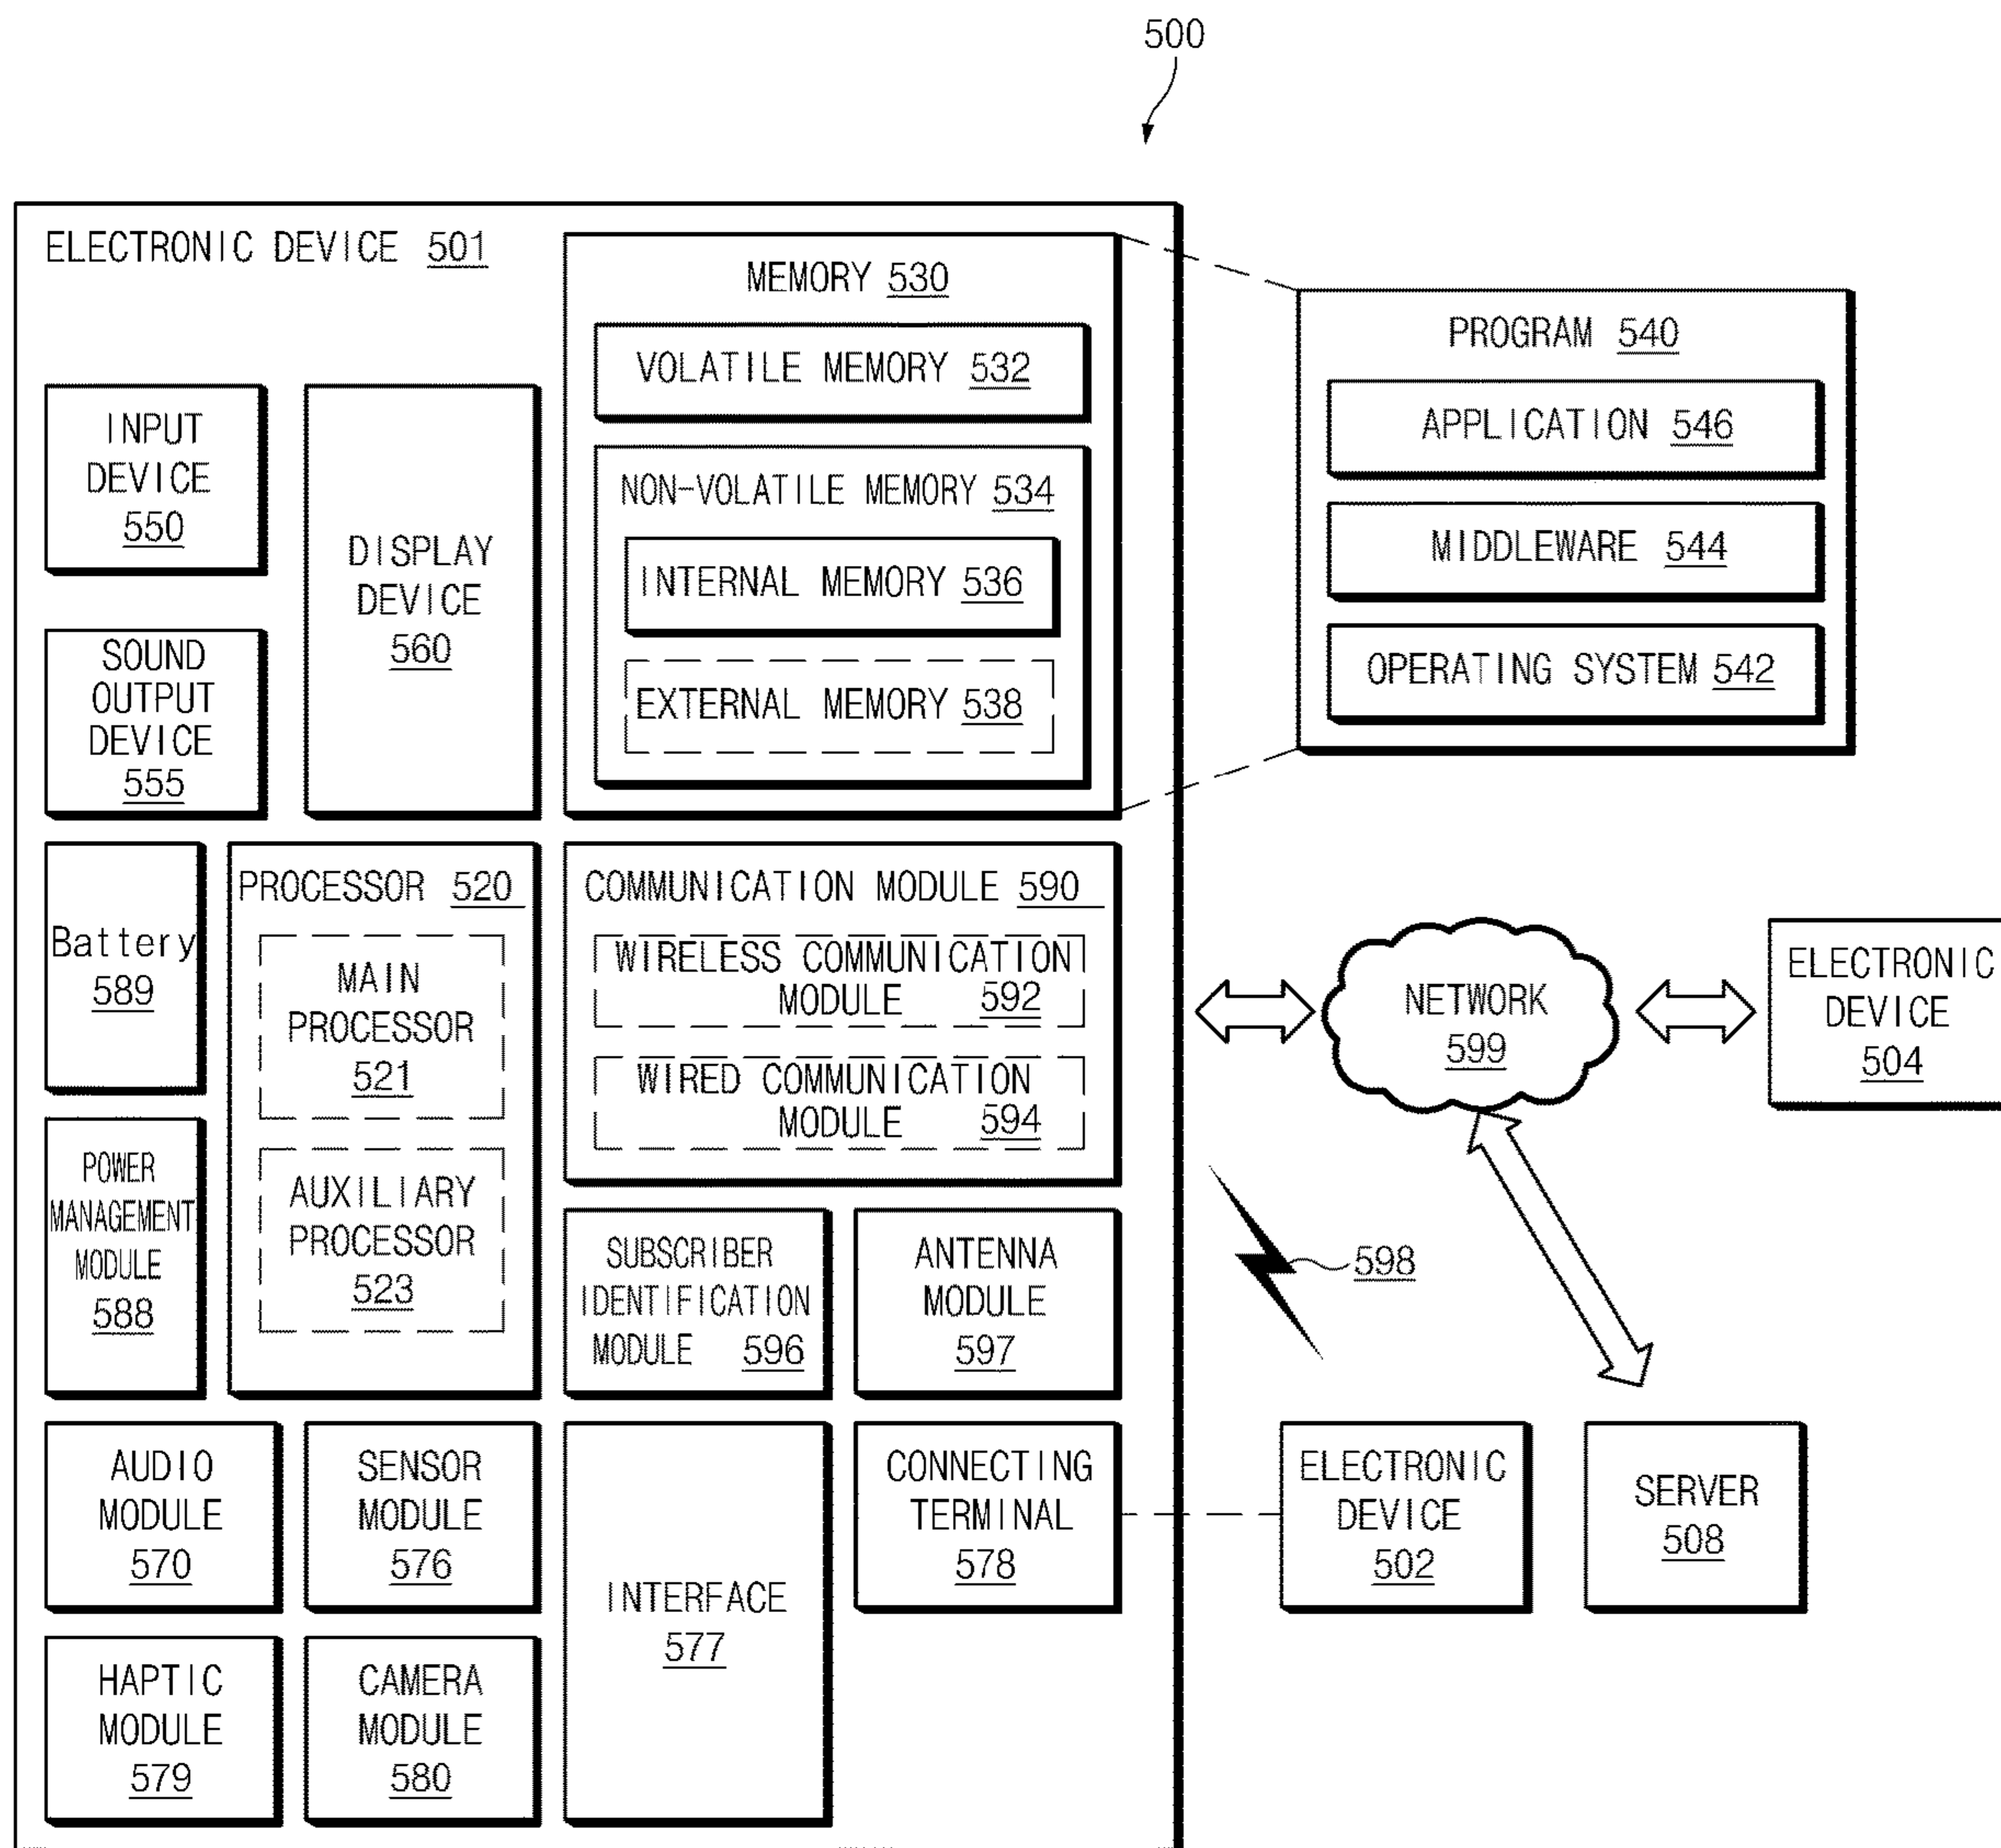 500
ELECTRONIC DEVICE 501
MEMORY 530
VOLATILE MEMORY 532
NON-VOLATILE MEMORY 534
INTERNAL MEMORY 536
EXTERNAL MEMORY 538
PROGRAM 540
APPLICATION 546
MIDDLEWARE 544
OPERATING SYSTEM 542
INPUT
DEVICE
550
DISPLAY
DEVICE
560
SOUND
OUTPUT
DEVICE
555
Battery
589
PROCESSOR 520
MAIN
PROCESSOR
521
AUXILIARY
PROCESSOR
523
POWER
MANAGEMENT
MODULE
588
COMMUNICATION MODULE 590
WIRELESS COMMUNICATION
MODULE 592
WIRED COMMUNICATION
MODULE 594
NETWORK
599
ELECTRONIC
DEVICE
504
SUBSCRIBER
IDENTIFICATION
MODULE 596
ANTENNA
MODULE
597
598
AUDIO
MODULE
570
SENSOR
MODULE
576
INTERFACE
577
CONNECTING
TERMINAL
578
ELECTRONIC
DEVICE
502
SERVER
508
HAPTIC
MODULE
579
CAMERA
MODULE
580